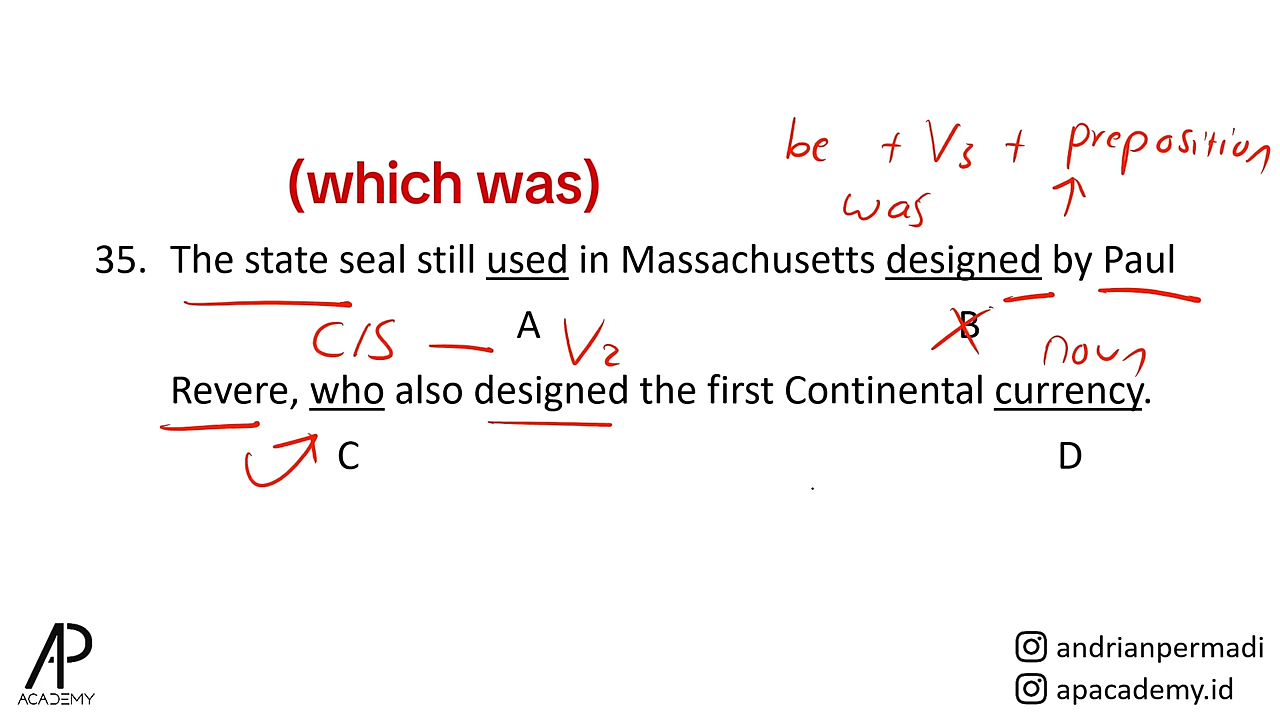 be + V3 + preposition
(which was)
was
35. The state seal still used in Massachusetts designed by Paul
A
B
C/S
V2
noun
Revere, who also designed the first Continental currency.
C
D
AP
ACADEMY
andrianpermadi
apacademy.id